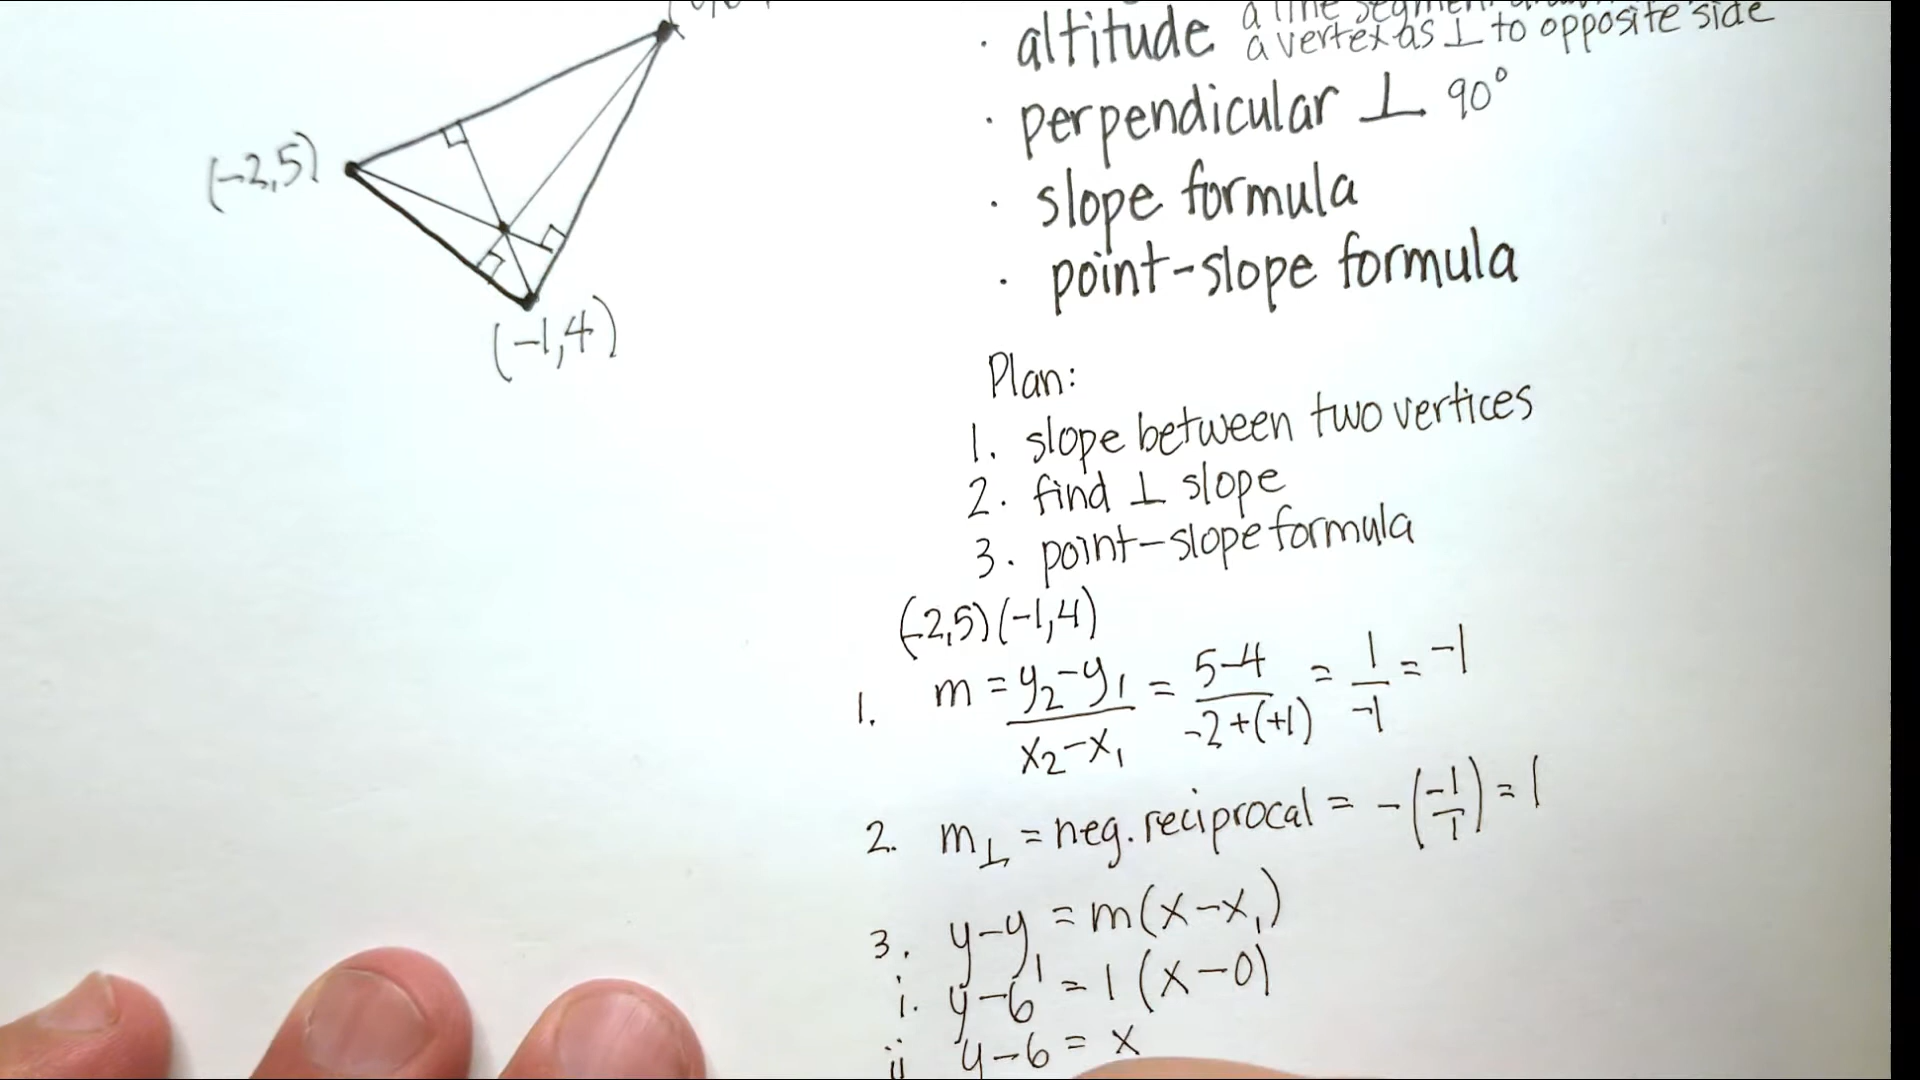 · altitude a line segment
a vertex as ⊥ to opposite side
· perpendicular ⊥ 90°
· slope formula
· point-slope formula
(-2,5)
(-1,4)
Plan:
1. slope between two vertices
2. find ⊥ slope
3. point-slope formula
(-2,5)(-1,4)
1. m = y₂-y₁/x₂-x₁ = 5-4/-2+(+1) = 1/-1 = -1
2. m⊥ = neg. reciprocal = -(-1/1) = 1
3. y-y₁ = m(x-x₁)
i. y-6 = 1(x-0)
ii y-6 = x